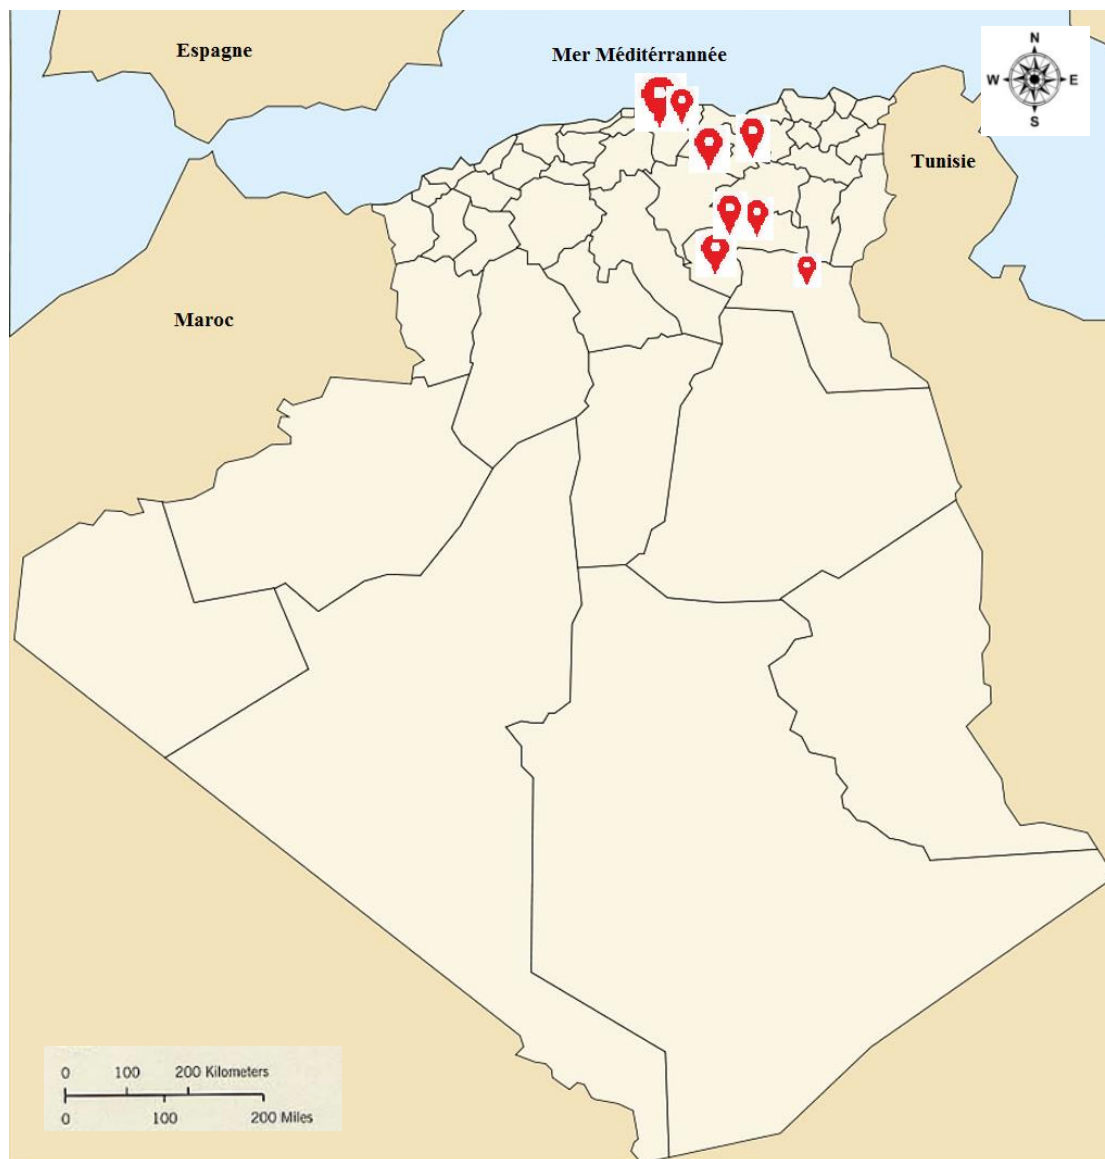 Espagne
Mer Méditérrannée
N
W E
S
Tunisie
Maroc
0 100 200 Kilometers
0 100 200 Miles